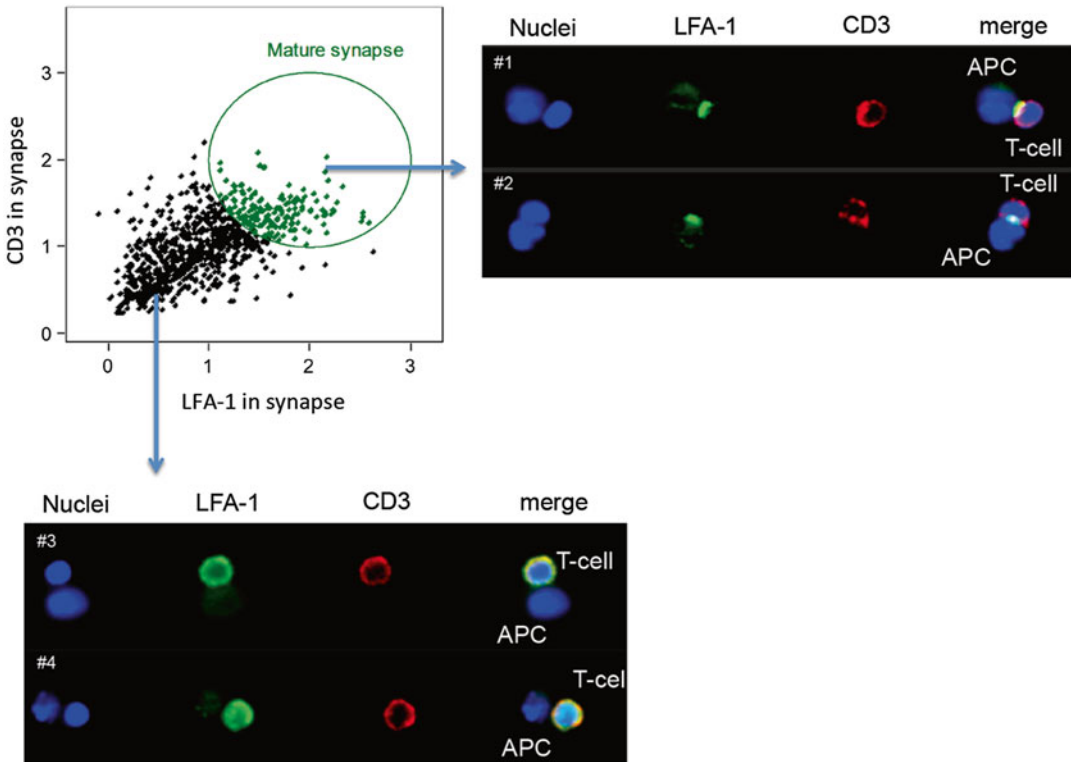 Mature synapse
3
2
1
0
CD3 in synapse
0 1 2 3
LFA-1 in synapse
Nuclei LFA-1 CD3 merge
#1
APC
T-cell
#2
T-cell
APC
Nuclei LFA-1 CD3 merge
#3
T-cell
APC
#4
T-cel
APC